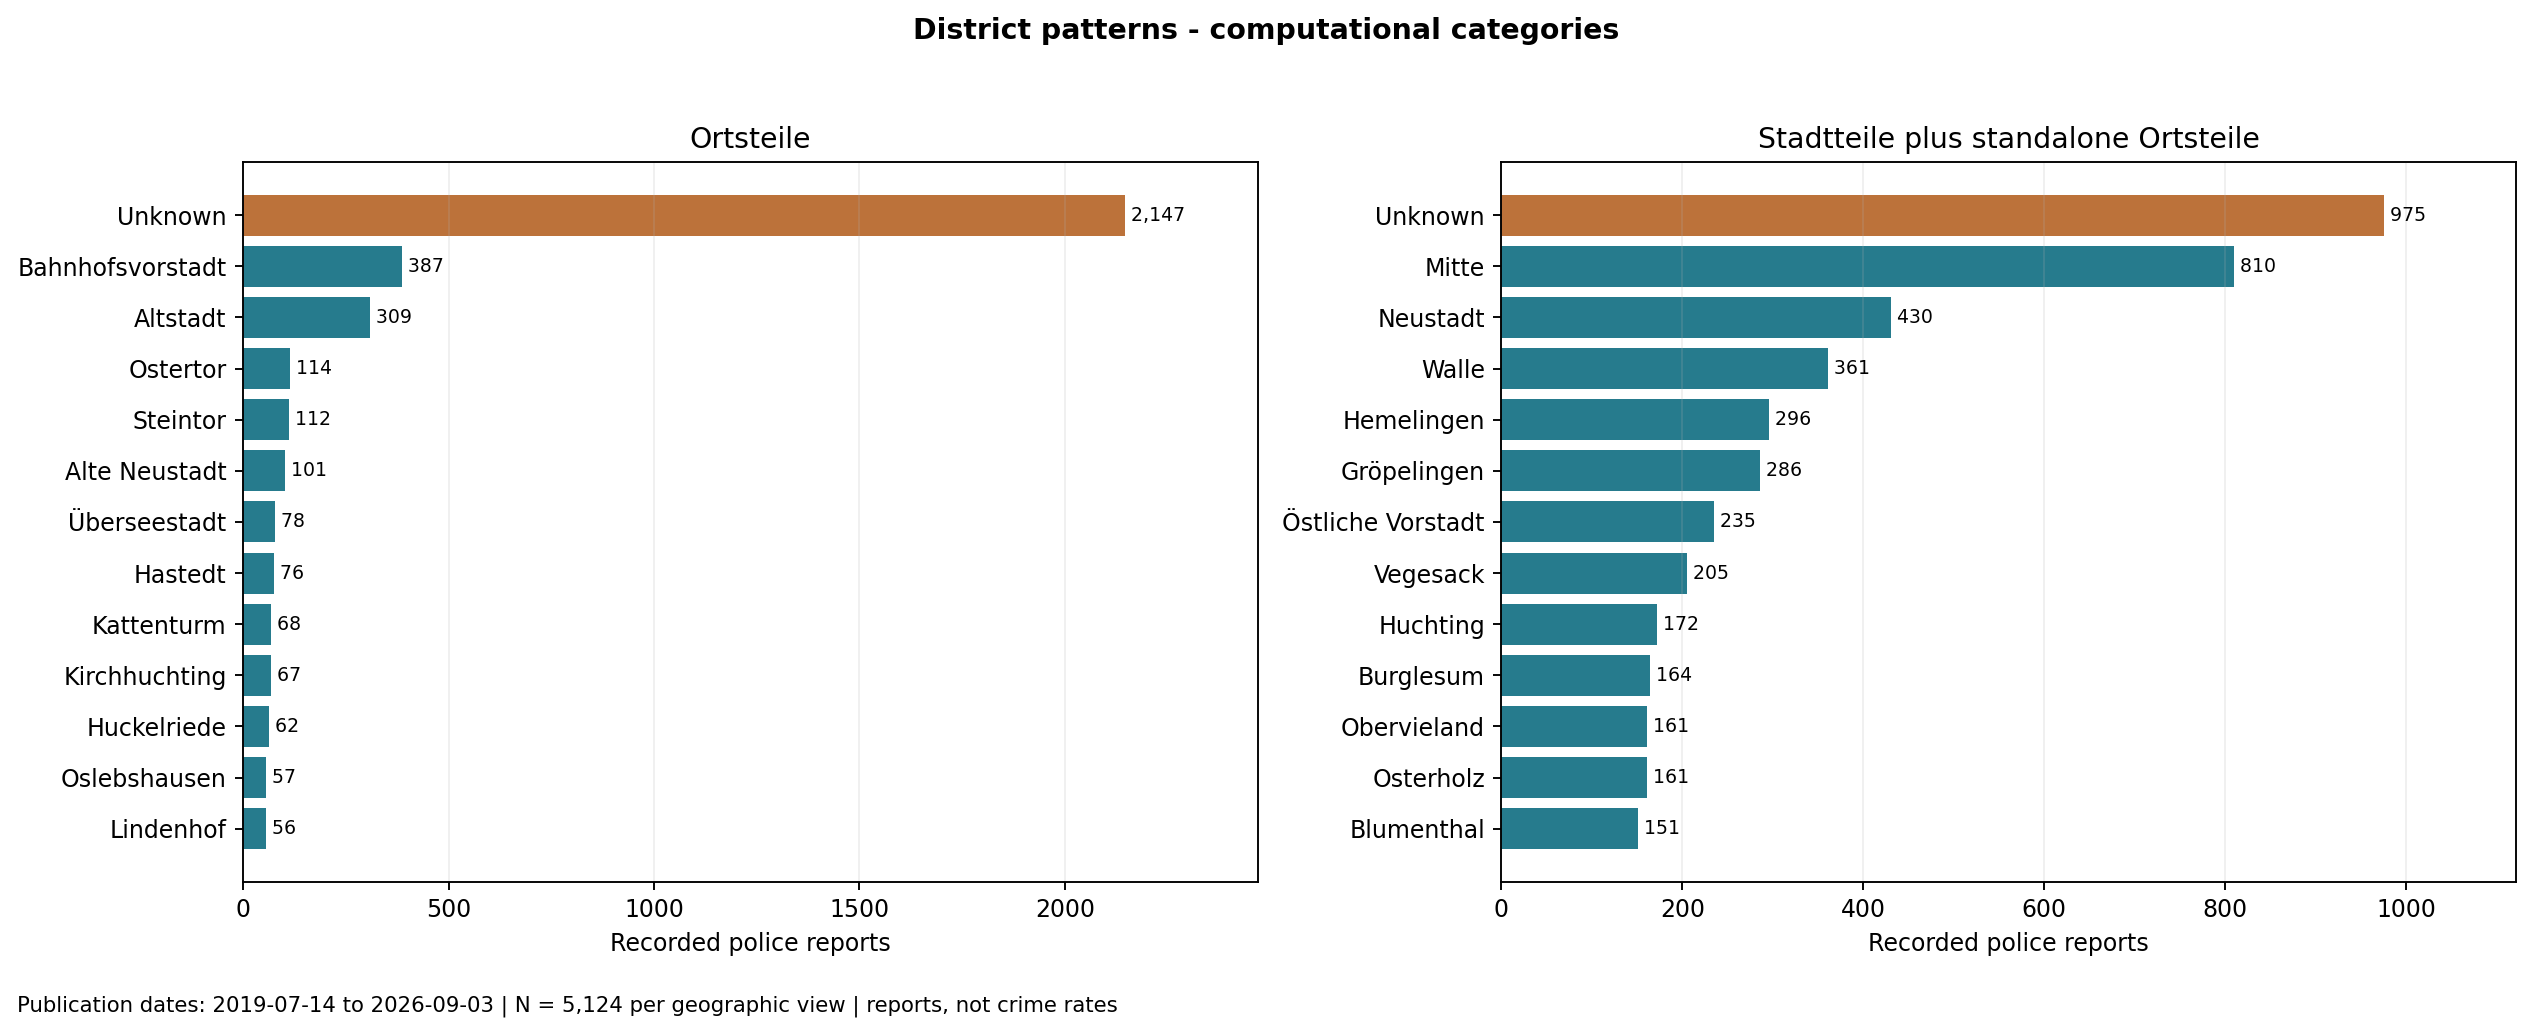 District patterns - computational categories
Ortsteile
Unknown 2,147
Bahnhofsvorstadt 387
Altstadt 309
Ostertor 114
Steintor 112
Alte Neustadt 101
Überseestadt 78
Hastedt 76
Kattenturm 68
Kirchhuchting 67
Huckelriede 62
Oslebshausen 57
Lindenhof 56
0 500 1000 1500 2000
Recorded police reports
Stadtteile plus standalone Ortsteile
Unknown 975
Mitte 810
Neustadt 430
Walle 361
Hemelingen 296
Gröpelingen 286
Östliche Vorstadt 235
Vegesack 205
Huchting 172
Burglesum 164
Obervieland 161
Osterholz 161
Blumenthal 151
0 200 400 600 800 1000
Recorded police reports
Publication dates: 2019-07-14 to 2026-09-03 | N = 5,124 per geographic view | reports, not crime rates